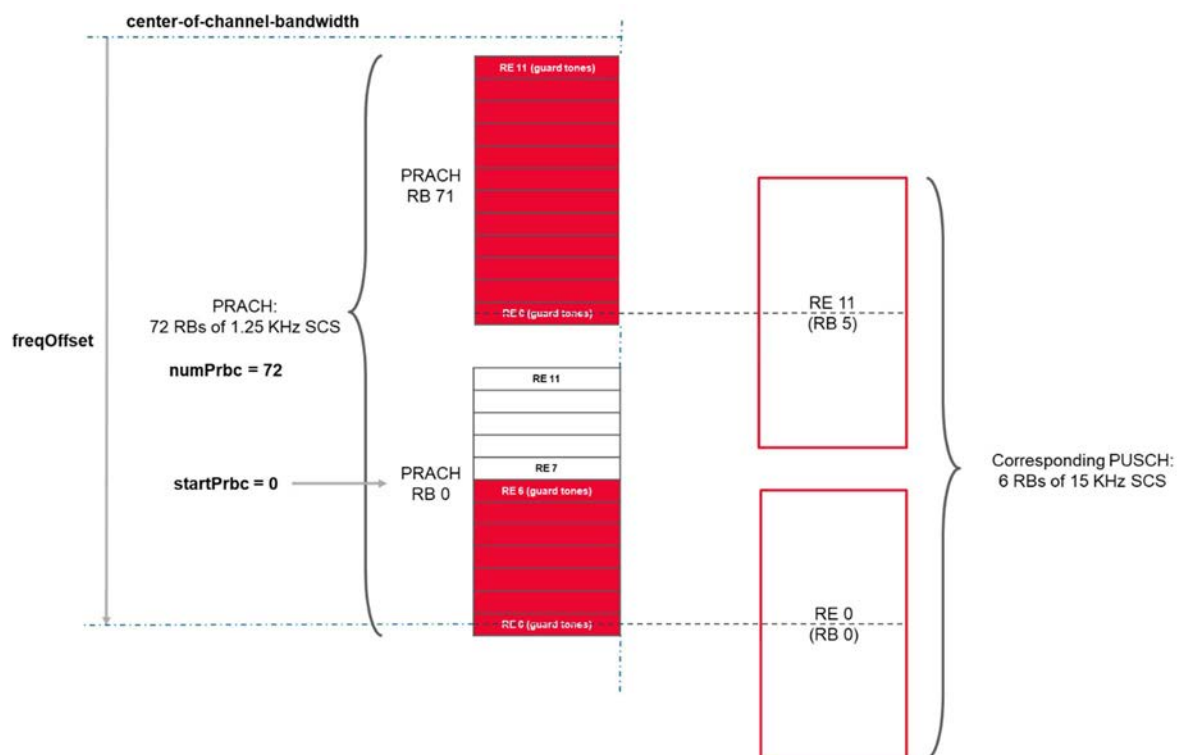 center-of-channel-bandwidth
RE 11 (guard tones)
PRACH
RB 71
RE 0 (guard tones)
PRACH:
72 RBs of 1.25 KHz SCS
freqOffset
numPrbc = 72
RE 11
(RB 5)
RE 11
RE 7
PRACH
RB 0
startPrbc = 0
RE 6 (guard tones)
RE 0 (guard tones)
Corresponding PUSCH:
6 RBs of 15 KHz SCS
RE 0
(RB 0)